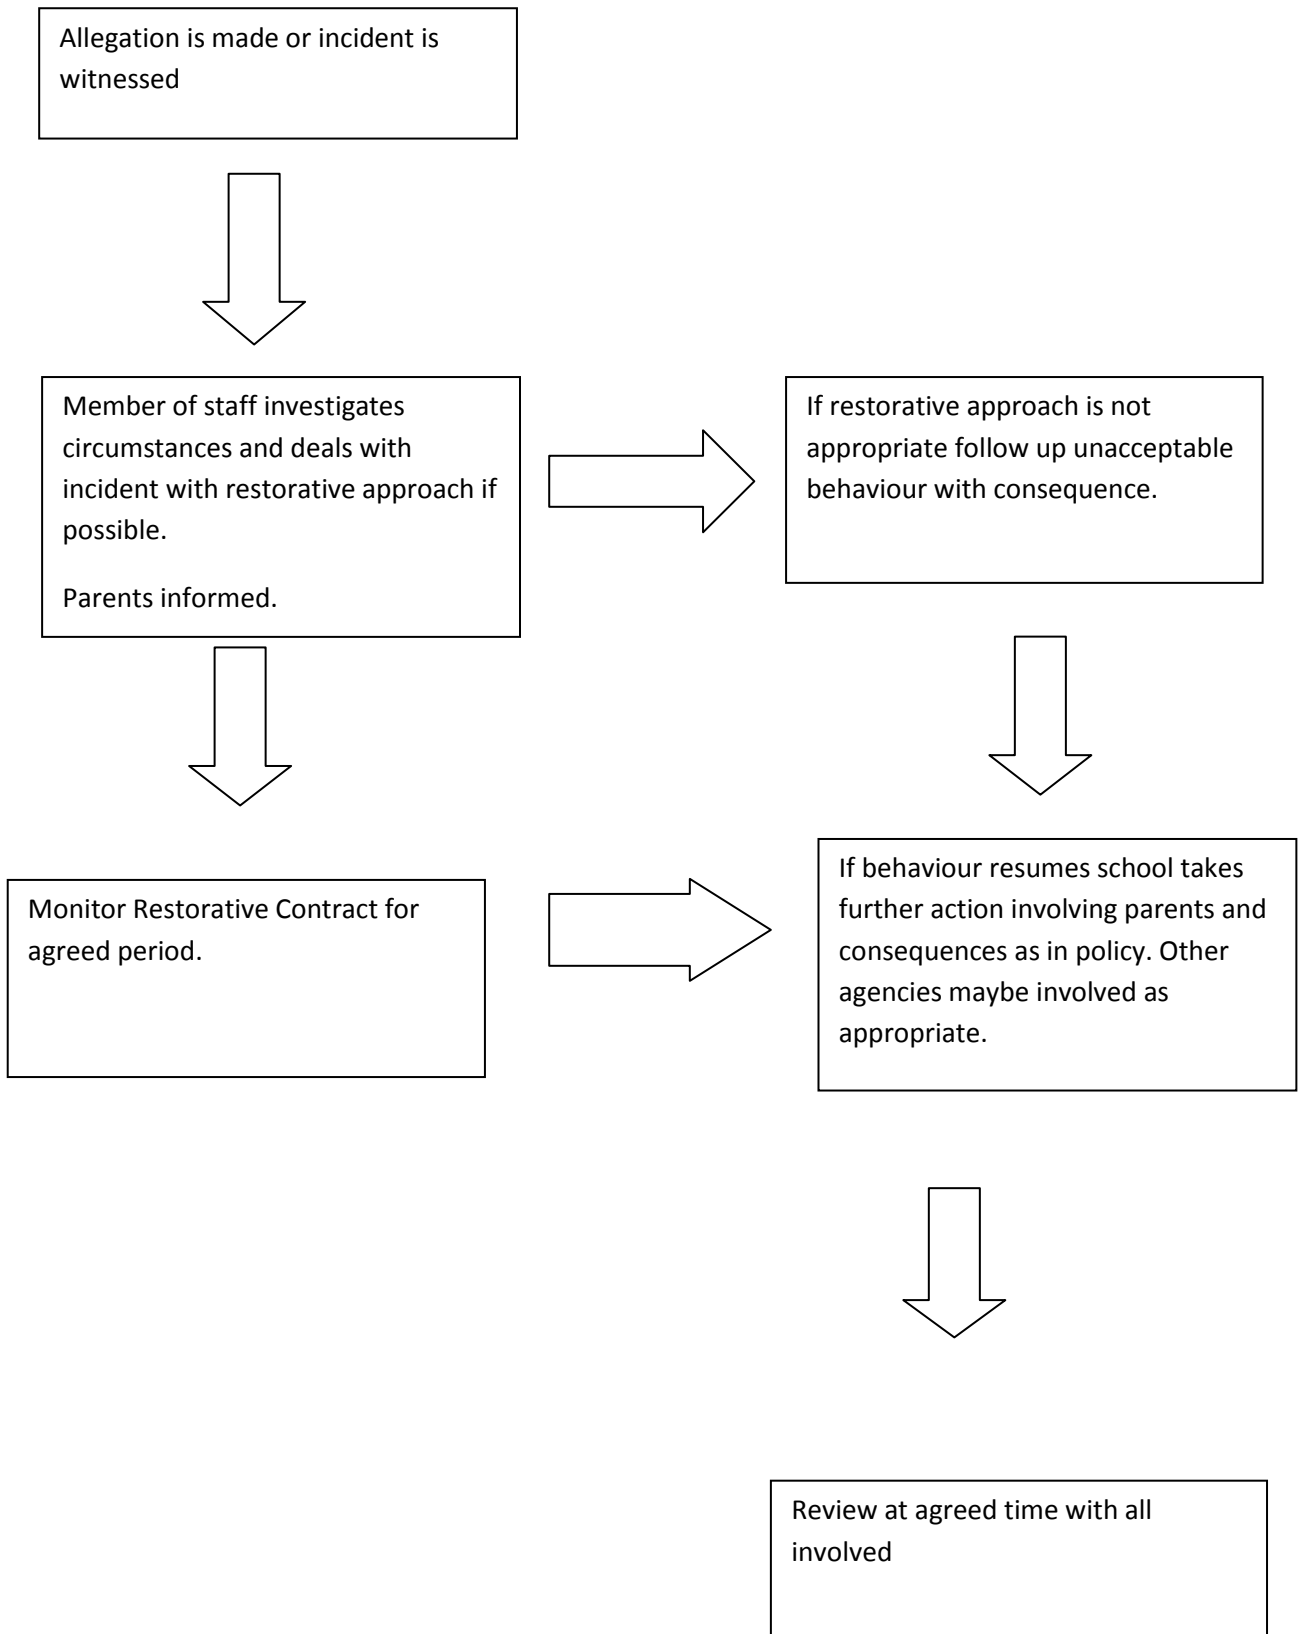 Allegation is made or incident is
witnessed
Member of staff investigates
circumstances and deals with
incident with restorative approach if
possible.
Parents informed.
If restorative approach is not
appropriate follow up unacceptable
behaviour with consequence.
Monitor Restorative Contract for
agreed period.
If behaviour resumes school takes
further action involving parents and
consequences as in policy. Other
agencies maybe involved as
appropriate.
Review at agreed time with all
involved